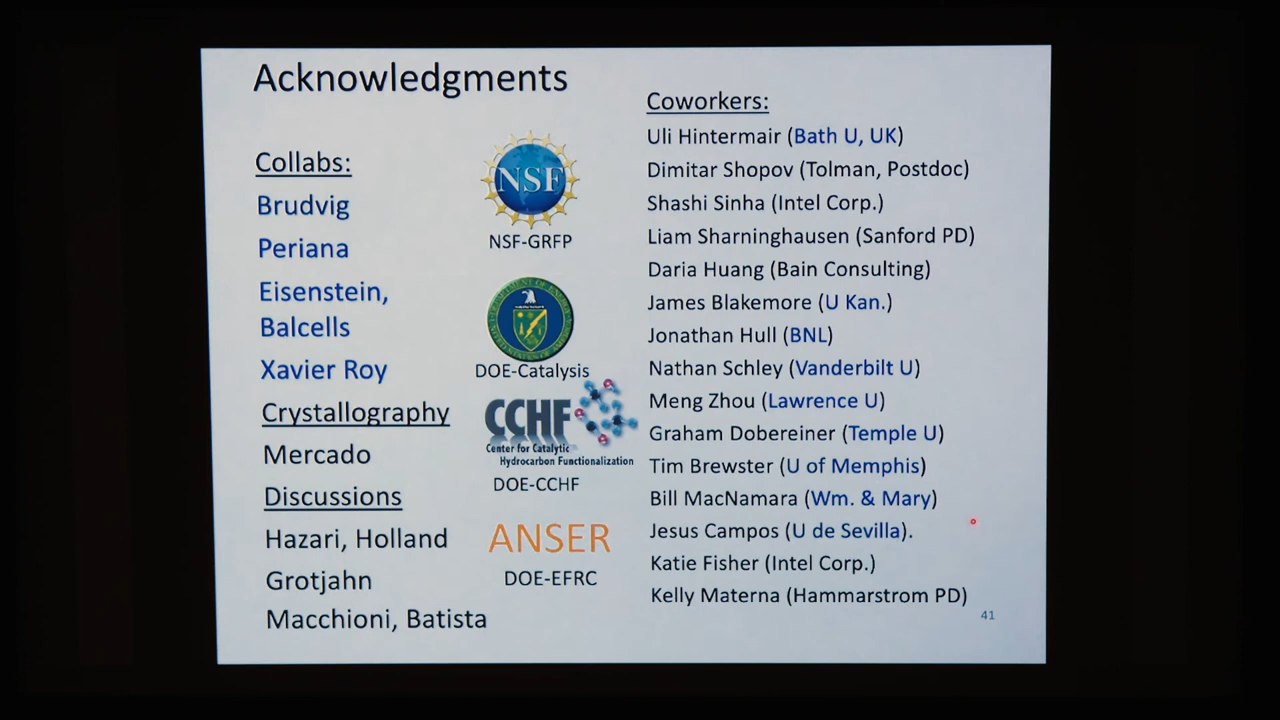 Acknowledgments
Collabs:
Brudvig
Periana
Eisenstein,
Balcells
Xavier Roy
Crystallography
Mercado
Discussions
Hazari, Holland
Grotjahn
Macchioni, Batista
NSF
NSF-GRFP
DOE-Catalysis
CCHF
Center for Catalytic
Hydrocarbon Functionalization
DOE-CCHF
ANSER
DOE-EFRC
Coworkers:
Uli Hintermair (Bath U, UK)
Dimitar Shopov (Tolman, Postdoc)
Shashi Sinha (Intel Corp.)
Liam Sharninghausen (Sanford PD)
Daria Huang (Bain Consulting)
James Blakemore (U Kan.)
Jonathan Hull (BNL)
Nathan Schley (Vanderbilt U)
Meng Zhou (Lawrence U)
Graham Dobereiner (Temple U)
Tim Brewster (U of Memphis)
Bill MacNamara (Wm. & Mary)
Jesus Campos (U de Sevilla).
Katie Fisher (Intel Corp.)
Kelly Materna (Hammarstrom PD)
41